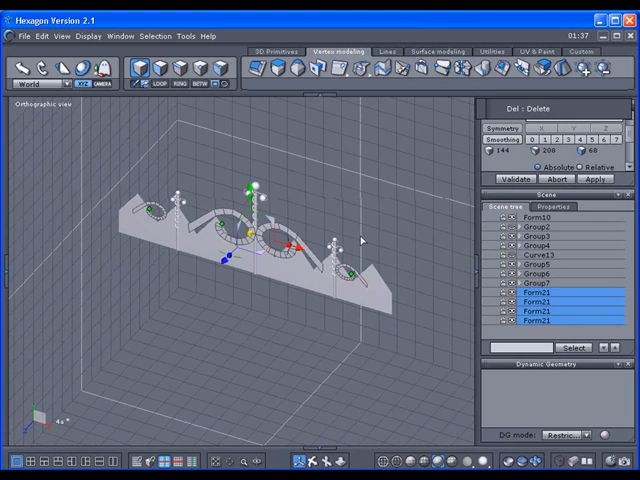 Hexagon Version 2.1
File Edit View Display Window Selection Tools Help
01:37
3D Primitives Vertex modeling Lines Surface modeling Utilities UV & Paint Custom
World XYZ CAMERA LOOP RING BETW
Orthographic view
Del : Delete
Symmetry X Y Z
Smoothing 0 1 2 3 4 5 6 7
144 208 68
Absolute Relative
Validate Abort Apply
Scene
Scene tree Properties
Form10
Group2
Group3
Group4
Curve13
Group5
Group6
Group7
Form21
Form21
Form21
Form21
Select
Dynamic Geometry
DG mode: Restric...